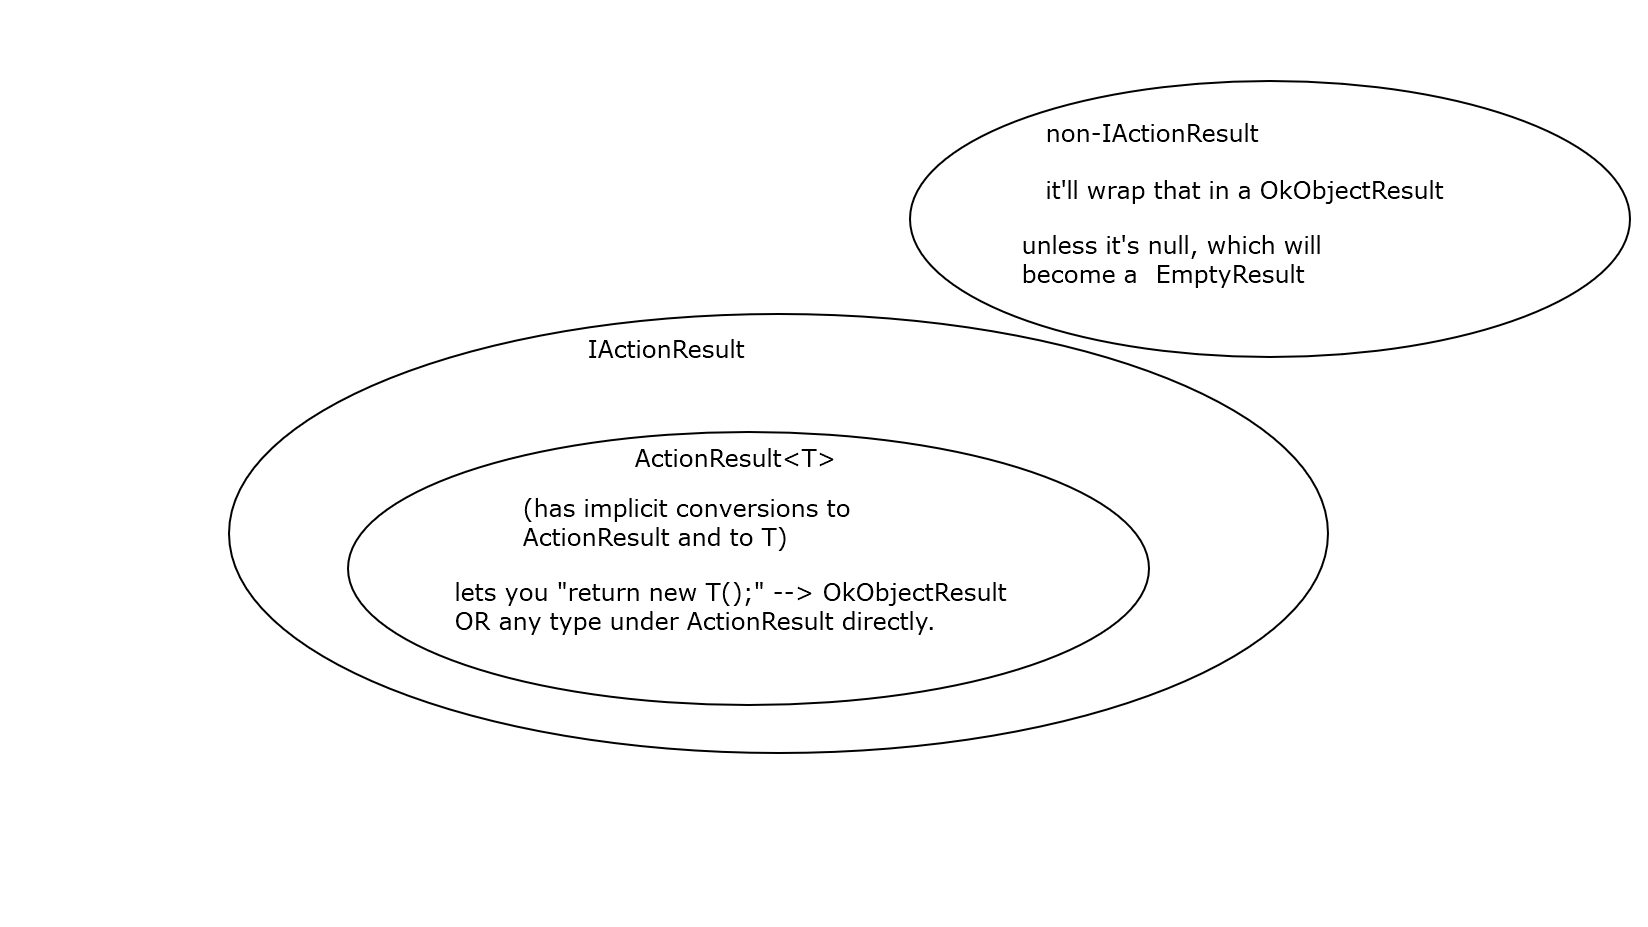 non-IActionResult
it'll wrap that in a OkObjectResult
unless it's null, which will
become a  EmptyResult
IActionResult
ActionResult<T>
(has implicit conversions to
ActionResult and to T)
lets you "return new T();" --> OkObjectResult
OR any type under ActionResult directly.